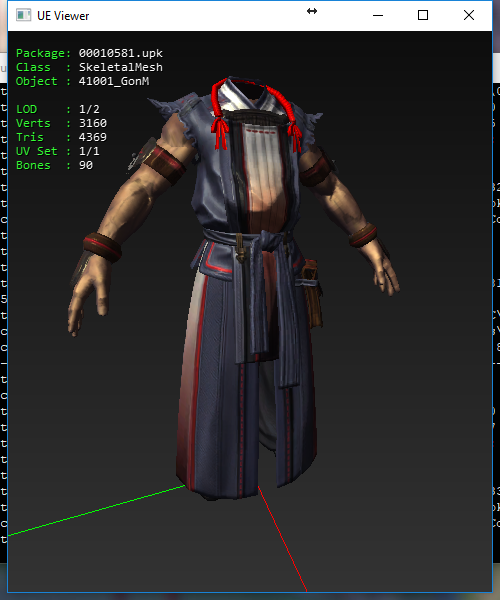 UE Viewer
Package: 00010581.upk
Class : SkeletalMesh
Object : 41001_GonM
LOD : 1/2
Verts : 3160
Tris : 4369
UV Set : 1/1
Bones : 90